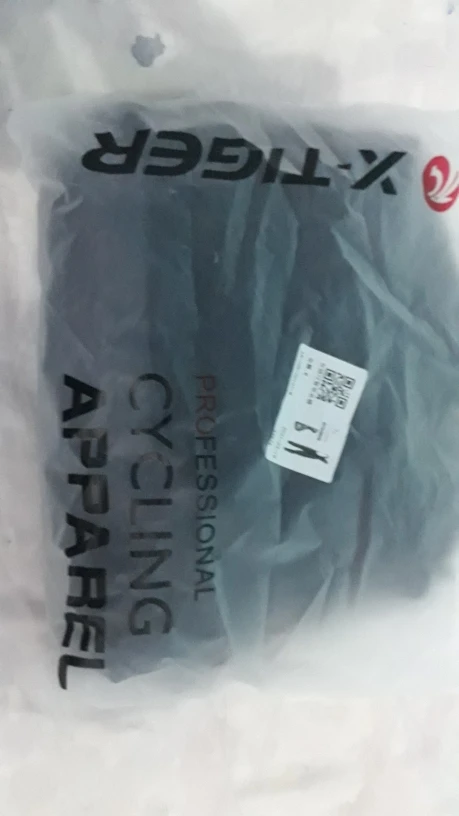 X-TIGER
PROFESSIONAL
CYCLING
APPAREL